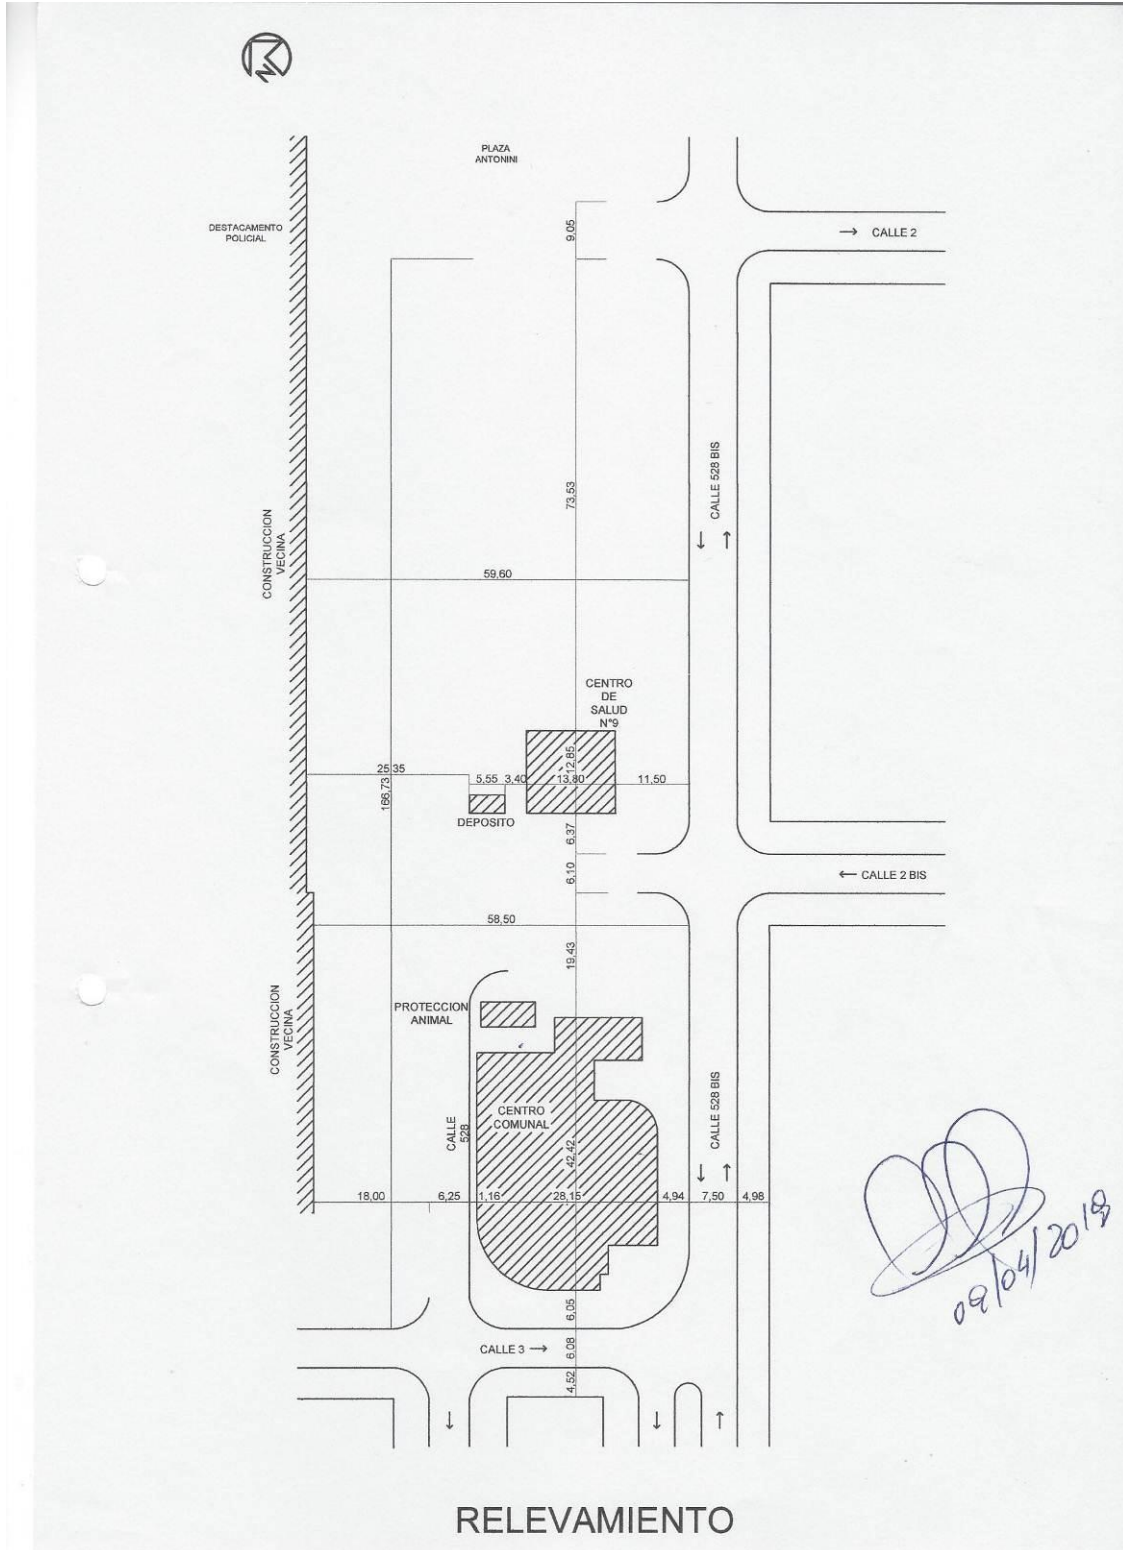 N
PLAZA
ANTONINI
DESTACAMENTO
POLICIAL
9,05
→ CALLE 2
CALLE 528 BIS
73,53
CONSTRUCCION
VECINA
59,60
CENTRO
DE
SALUD
N°9
12,85
25,35
5,55 3,40 13,80 11,50
166,73
DEPOSITO
6,37
6,10
← CALLE 2 BIS
58,50
19,43
CONSTRUCCION
VECINA
PROTECCION
ANIMAL
CENTRO
COMUNAL
CALLE
528
CALLE 528 BIS
42,42
18,00 6,25 1,16 28,15 4,94 7,50 4,98
09/04/2018
6,05
CALLE 3 →
6,08
4,52
RELEVAMIENTO